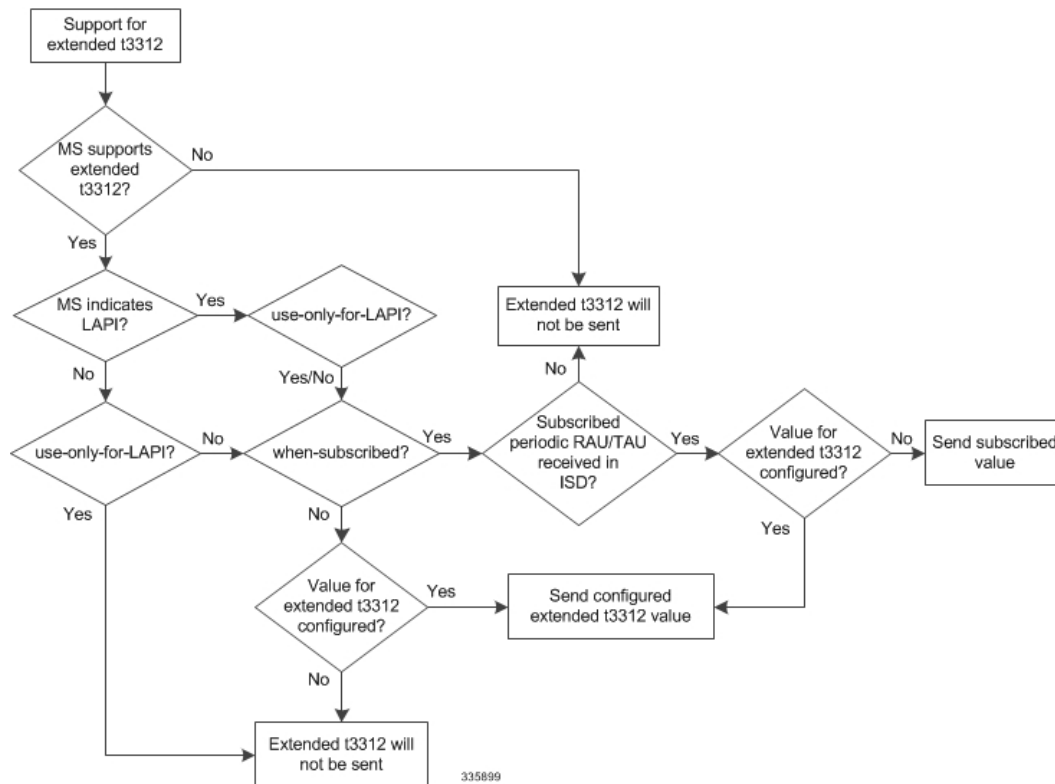 Support for
extended t3312
MS supports
extended
t3312?
No
Yes
MS indicates
LAPI?
Yes
use-only-for-LAPI?
Extended t3312 will
not be sent
No
Yes/No
No
use-only-for-LAPI?
No
when-subscribed?
Yes
Subscribed
periodic RAU/TAU
received in
ISD?
Yes
Value for
extended t3312
configured?
No
Send subscribed
value
Yes
No
Yes
Value for
extended t3312
configured?
Yes
Send configured
extended t3312 value
No
Extended t3312 will
not be sent
335899